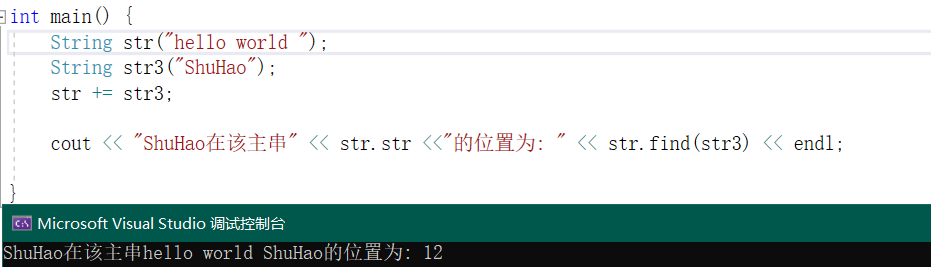 int main() {
String str("hello world ");
String str3("ShuHao");
str += str3;
cout << "ShuHao在该主串" << str.str <<"的位置为: " << str.find(str3) << endl;
}
Microsoft Visual Studio 调试控制台
ShuHao在该主串hello world ShuHao的位置为: 12